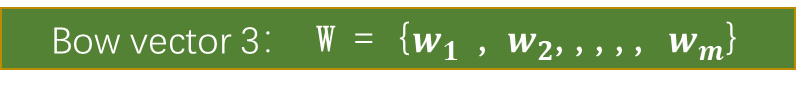 Bow vector 3: W = {w₁ , w₂, , , , , wₘ}